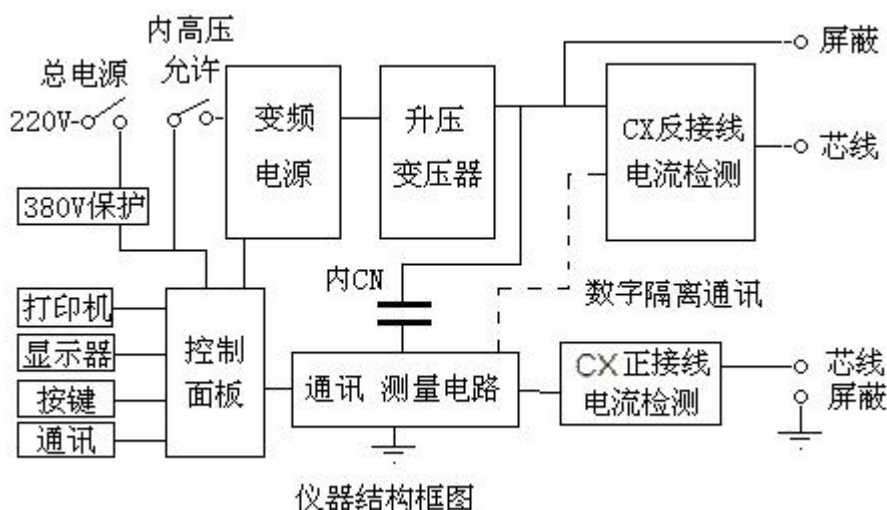 内高压
允许
总电源
220V
380V保护
变频
电源
升压
变压器
CX反接线
电流检测
屏蔽
芯线
内CN
数字隔离通讯
打印机
显示器
按键
通讯
控制
面板
通讯 测量电路
CX正接线
电流检测
芯线
屏蔽
仪器结构框图